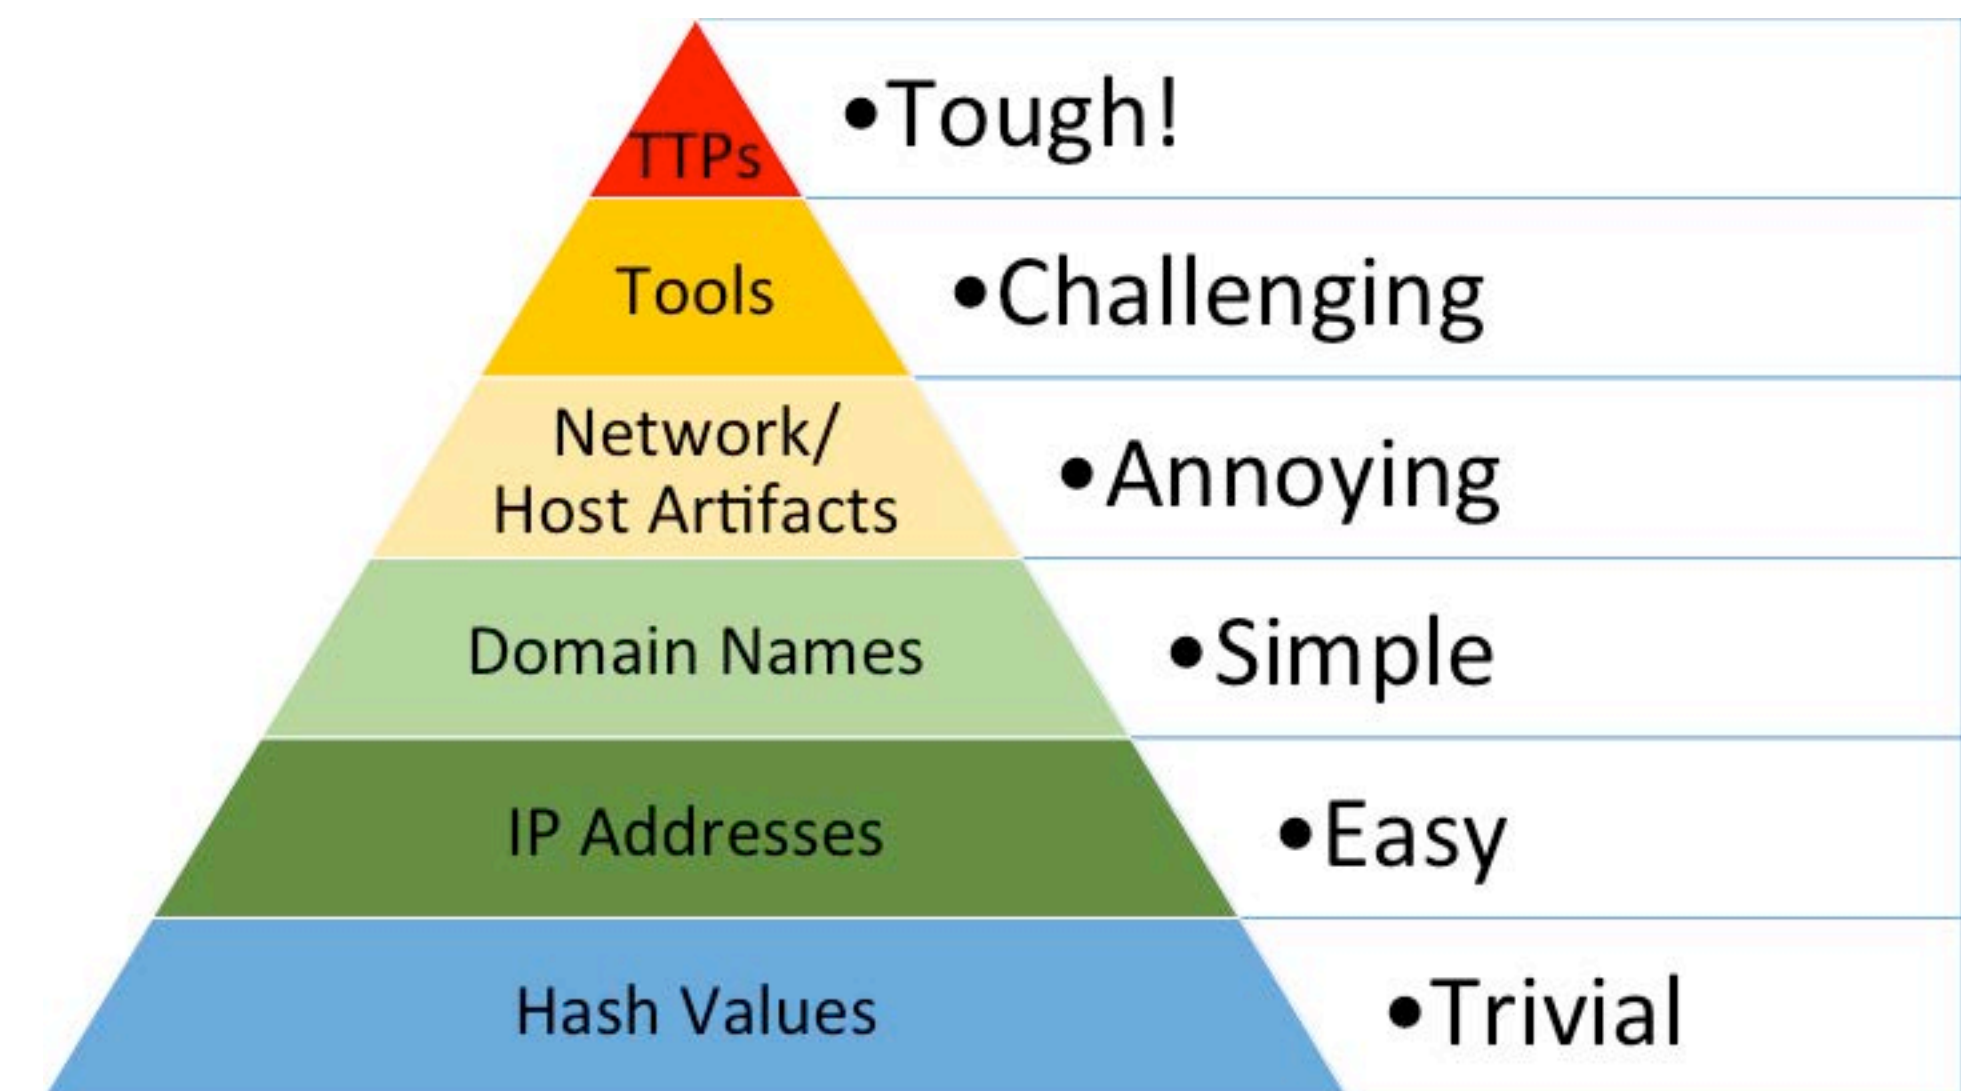 TTPs
•Tough!
Tools
•Challenging
Network/
Host Artifacts
•Annoying
Domain Names
•Simple
IP Addresses
•Easy
Hash Values
•Trivial